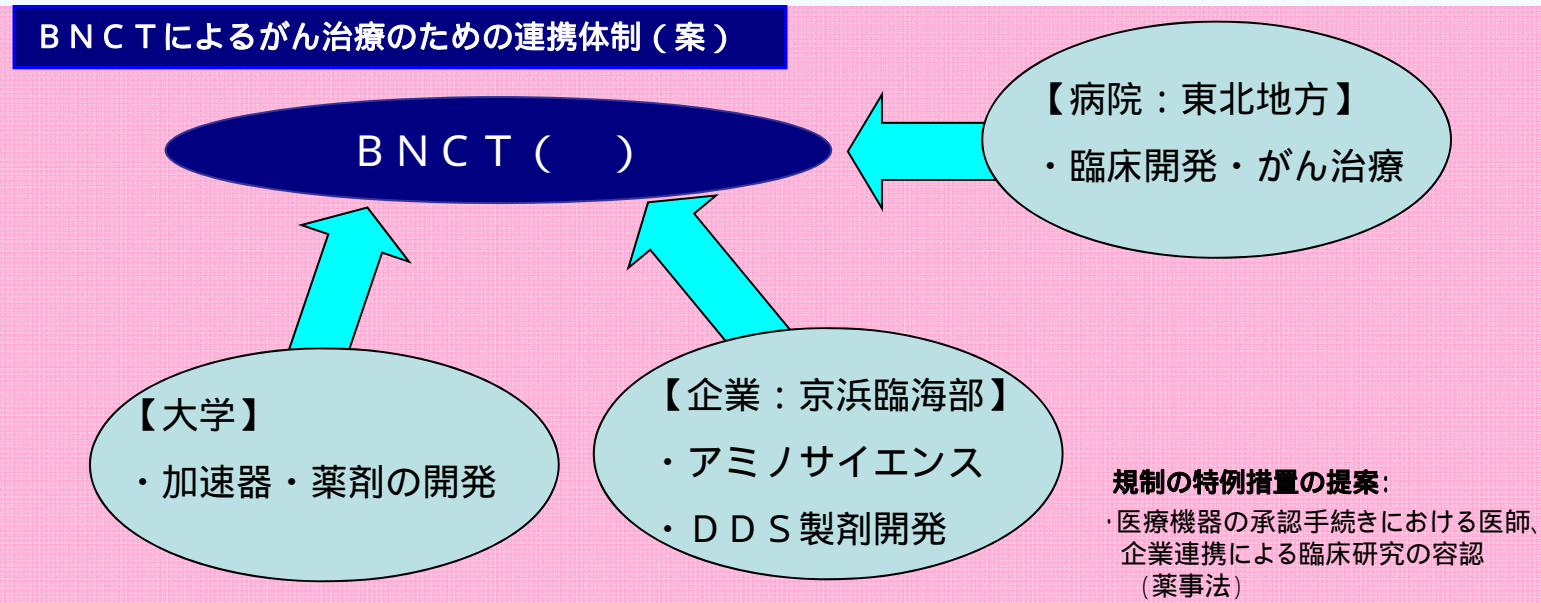 ＢＮＣＴによるがん治療のための連携体制（案）
ＢＮＣＴ（　）
【病院：東北地方】
・臨床開発・がん治療
【大学】
・加速器・薬剤の開発
【企業：京浜臨海部】
・アミノサイエンス
・ＤＤＳ製剤開発
規制の特例措置の提案：
・医療機器の承認手続きにおける医師、
企業連携による臨床研究の容認
（薬事法）